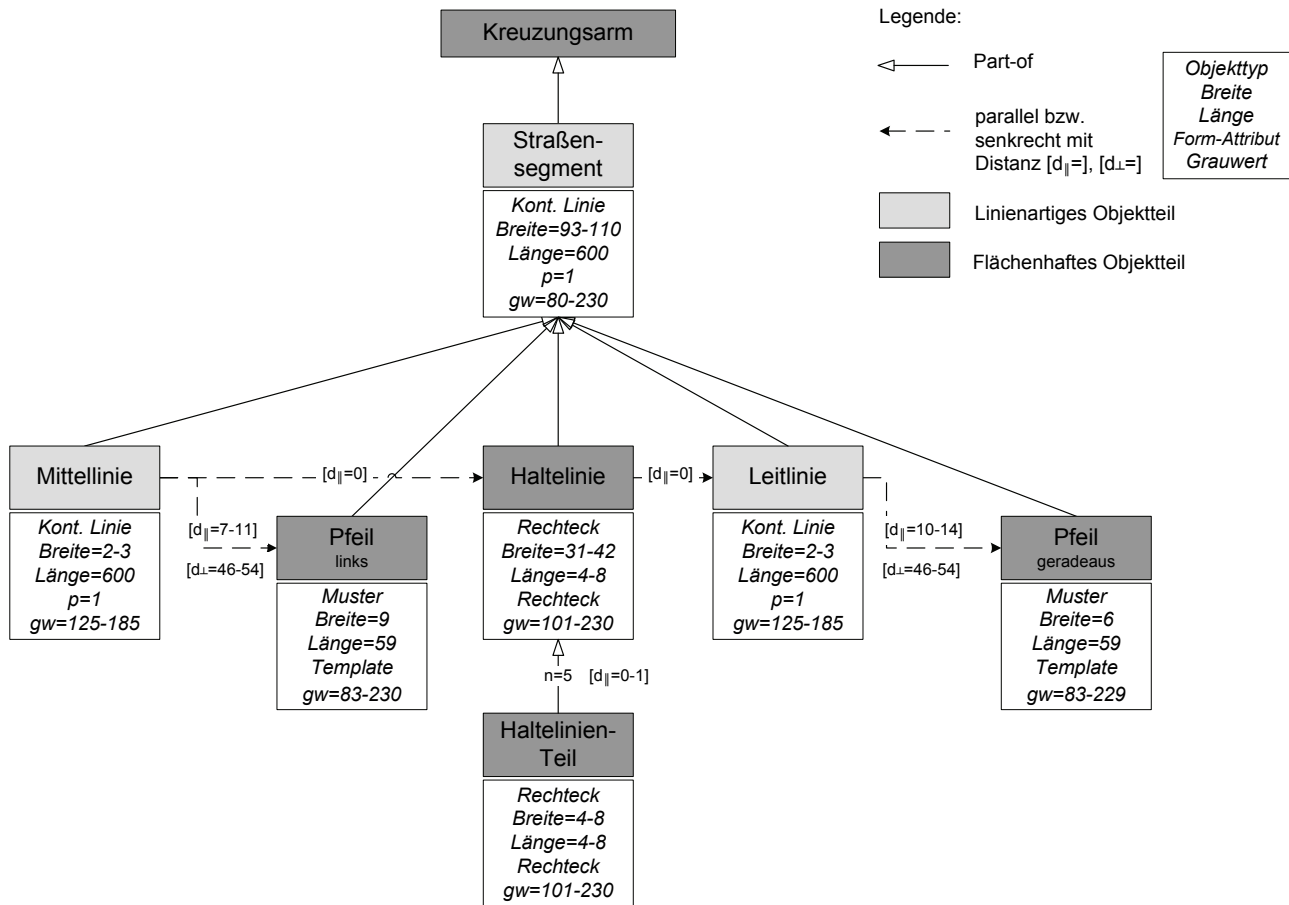 Kreuzungsarm
Legende:
Part-of
parallel bzw.
senkrecht mit
Distanz [d∥=], [d⊥=]
Objekttyp
Breite
Länge
Form-Attribut
Grauwert
Linienartiges Objektteil
Flächenhaftes Objektteil
Straßen-
segment
Kont. Linie
Breite=93-110
Länge=600
p=1
gw=80-230
Mittellinie
Kont. Linie
Breite=2-3
Länge=600
p=1
gw=125-185
[d∥=0]
[d∥=7-11]
[d⊥=46-54]
Pfeil
links
Muster
Breite=9
Länge=59
Template
gw=83-230
Haltelinie
Rechteck
Breite=31-42
Länge=4-8
Rechteck
gw=101-230
[d∥=0]
Leitlinie
Kont. Linie
Breite=2-3
Länge=600
p=1
gw=125-185
[d∥=10-14]
[d⊥=46-54]
Pfeil
geradeaus
Muster
Breite=6
Länge=59
Template
gw=83-229
n=5 [d∥=0-1]
Haltelinien-
Teil
Rechteck
Breite=4-8
Länge=4-8
Rechteck
gw=101-230